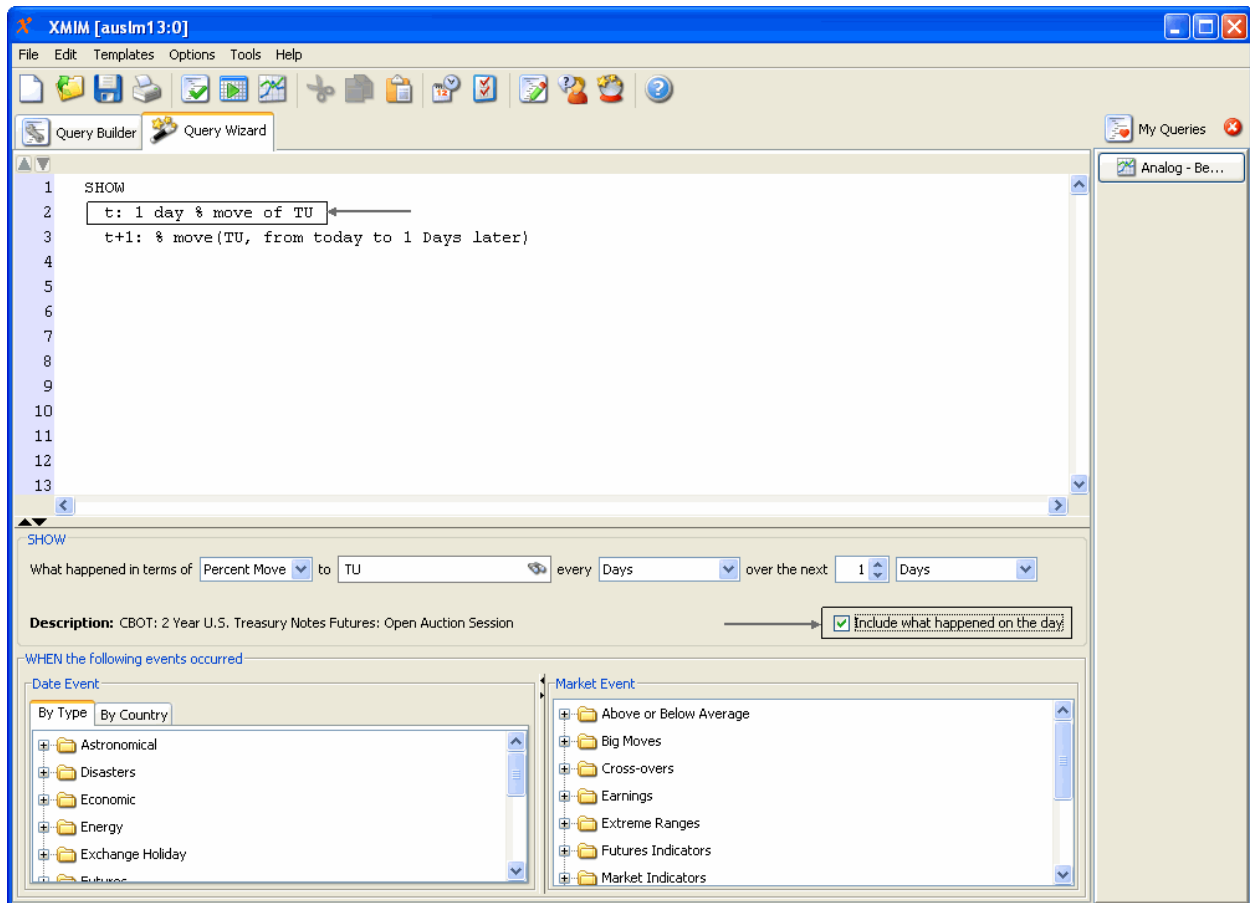 XMIM [auslm13:0]
File Edit Templates Options Tools Help
Query Builder Query Wizard My Queries
Analog - Be...
1 SHOW
2 t: 1 day % move of TU
3 t+1: % move(TU, from today to 1 Days later)
4
5
6
7
8
9
10
11
12
13
SHOW
What happened in terms of Percent Move to TU every Days over the next 1 Days
Description: CBOT: 2 Year U.S. Treasury Notes Futures: Open Auction Session Include what happened on the day
WHEN the following events occurred
Date Event
By Type By Country
Astronomical
Disasters
Economic
Energy
Exchange Holiday
Futures
Market Event
Above or Below Average
Big Moves
Cross-overs
Earnings
Extreme Ranges
Futures Indicators
Market Indicators